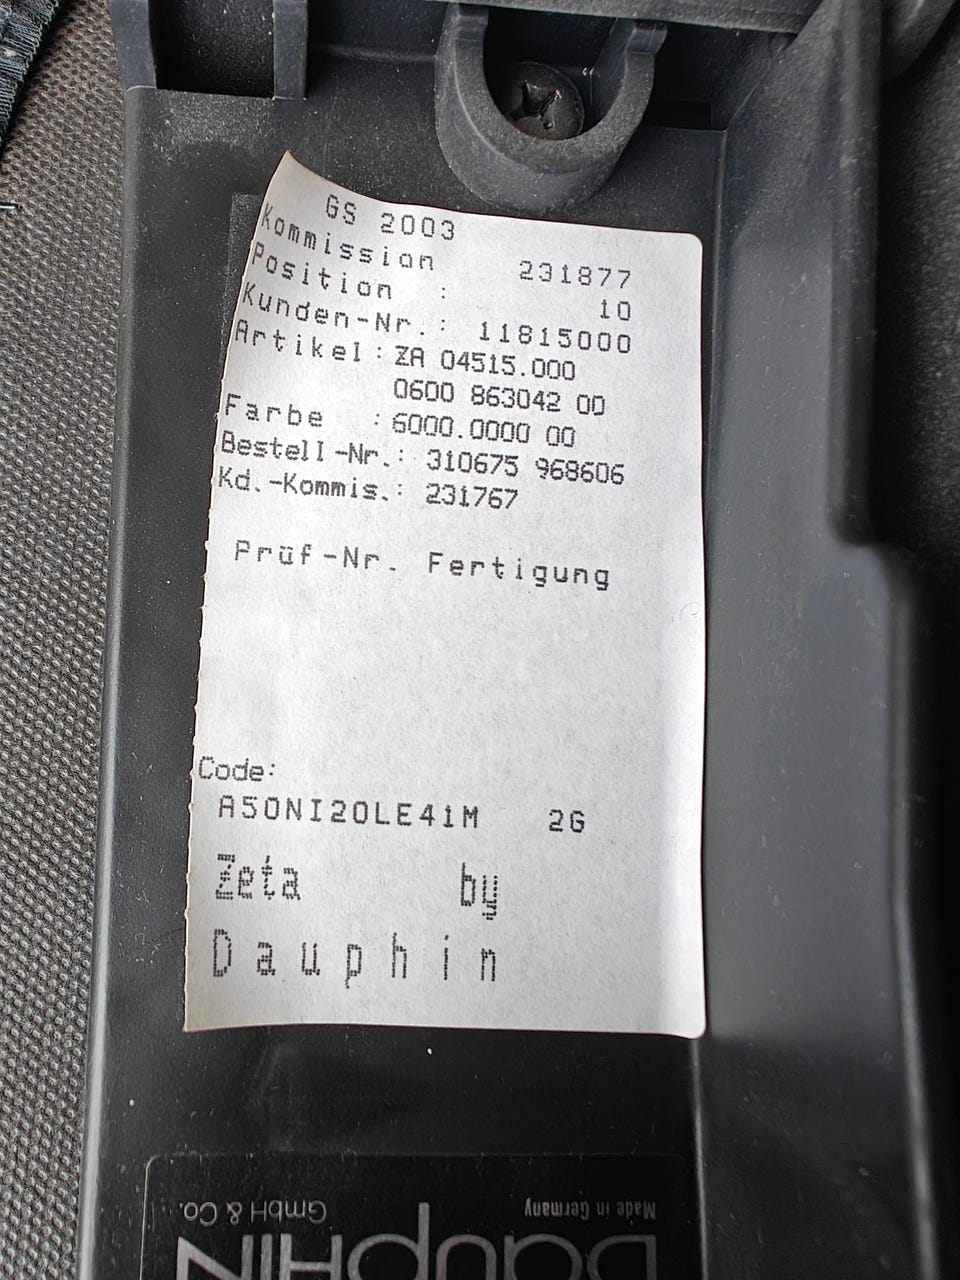 GS 2003
Kommission 231877
Position : 10
Kunden-Nr.: 11815000
Artikel: ZA 04515.000
0600 863042 00
Farbe : 6000.0000 00
Bestell-Nr.: 310675 968606
Kd.-Kommis.: 231767
Prüf-Nr. Fertigung
Code:
A50NI20LE41M 2G
Zeta by
Dauphin
Dauphin
Made in Germany GmbH & Co.